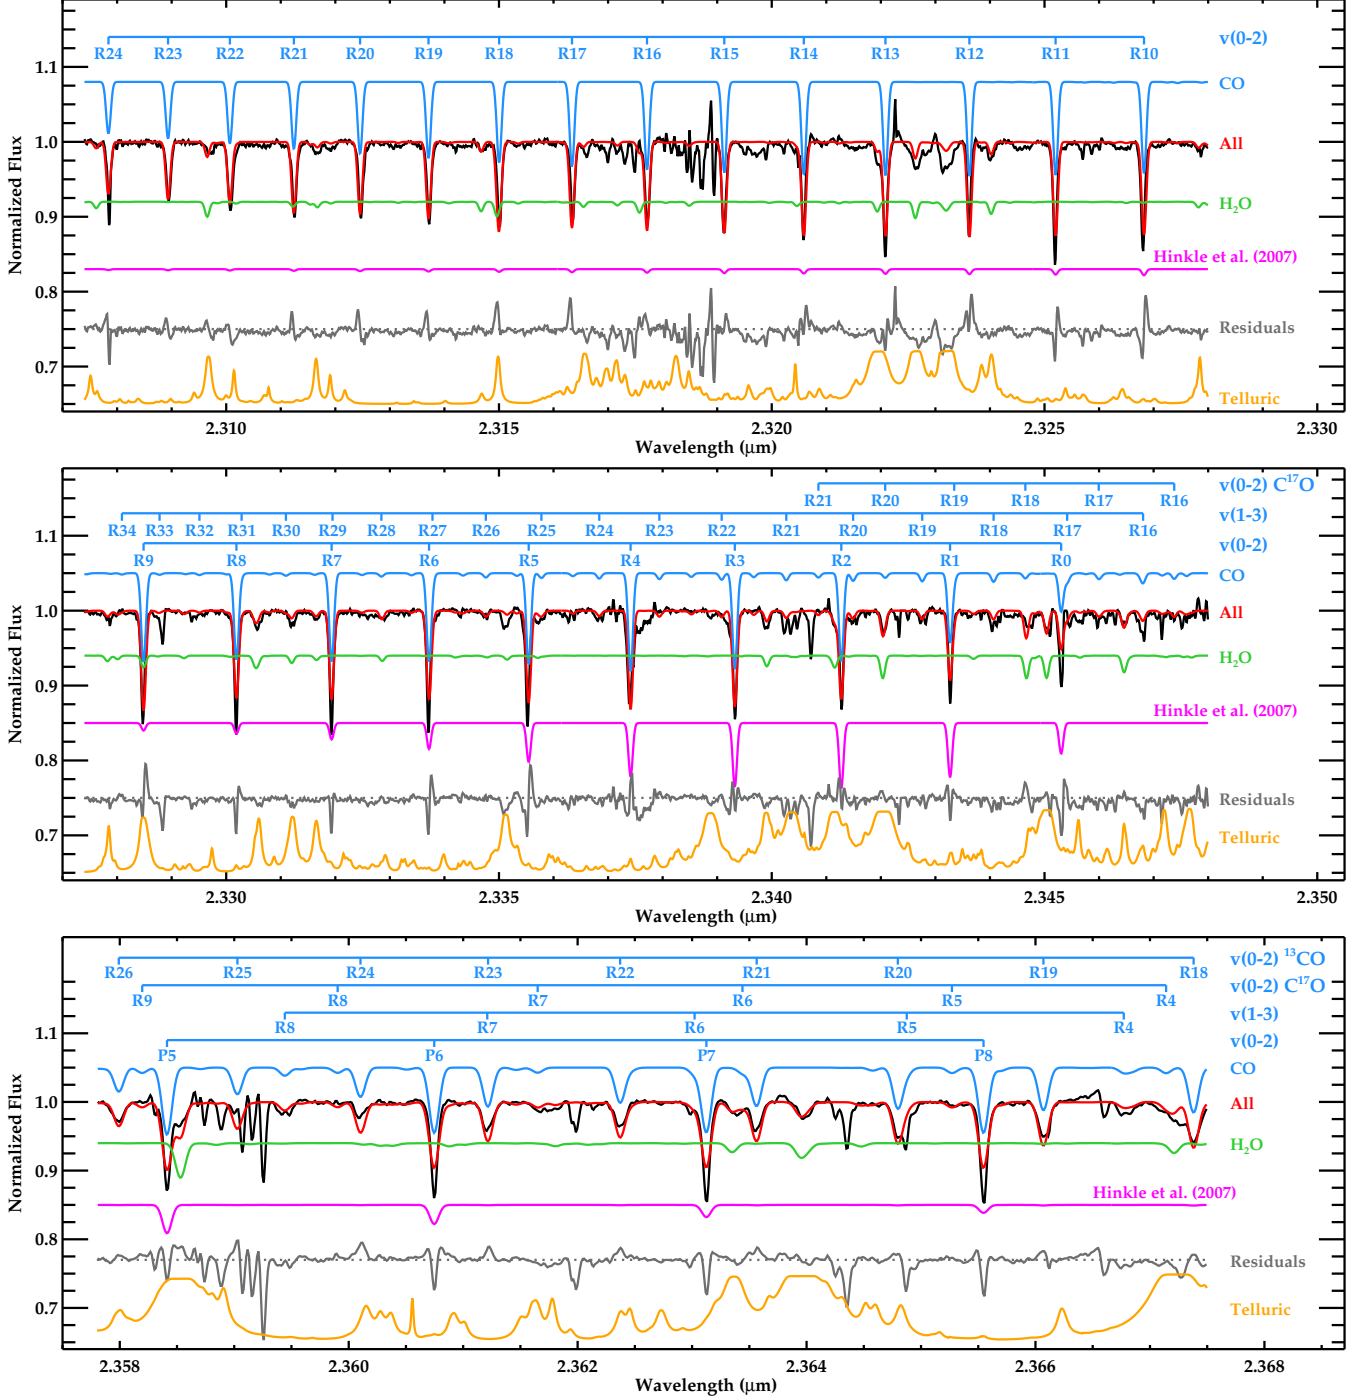 R24 R23 R22 R21 R20 R19 R18 R17 R16 R15 R14 R13 R12 R11 R10
v(0-2)
CO
All
H₂O
Hinkle et al. (2007)
Residuals
Telluric
1.1
1.0
0.9
0.8
0.7
Normalized Flux
2.310 2.315 2.320 2.325 2.330
Wavelength (μm)
v(0-2) C¹⁷O
R21 R20 R19 R18 R17 R16
v(1-3)
R34 R33 R32 R31 R30 R29 R28 R27 R26 R25 R24 R23 R22 R21 R20 R19 R18 R17 R16
v(0-2)
R9 R8 R7 R6 R5 R4 R3 R2 R1 R0
CO
All
H₂O
Hinkle et al. (2007)
Residuals
Telluric
1.1
1.0
0.9
0.8
0.7
Normalized Flux
2.330 2.335 2.340 2.345 2.350
Wavelength (μm)
v(0-2) ¹³CO
R26 R25 R24 R23 R22 R21 R20 R19 R18
v(0-2) C¹⁷O
R9 R8 R7 R6 R5 R4
v(1-3)
R8 R7 R6 R5 R4
v(0-2)
P5 P6 P7 P8
CO
All
H₂O
Hinkle et al. (2007)
Residuals
Telluric
1.1
1.0
0.9
0.8
0.7
Normalized Flux
2.358 2.360 2.362 2.364 2.366 2.368
Wavelength (μm)